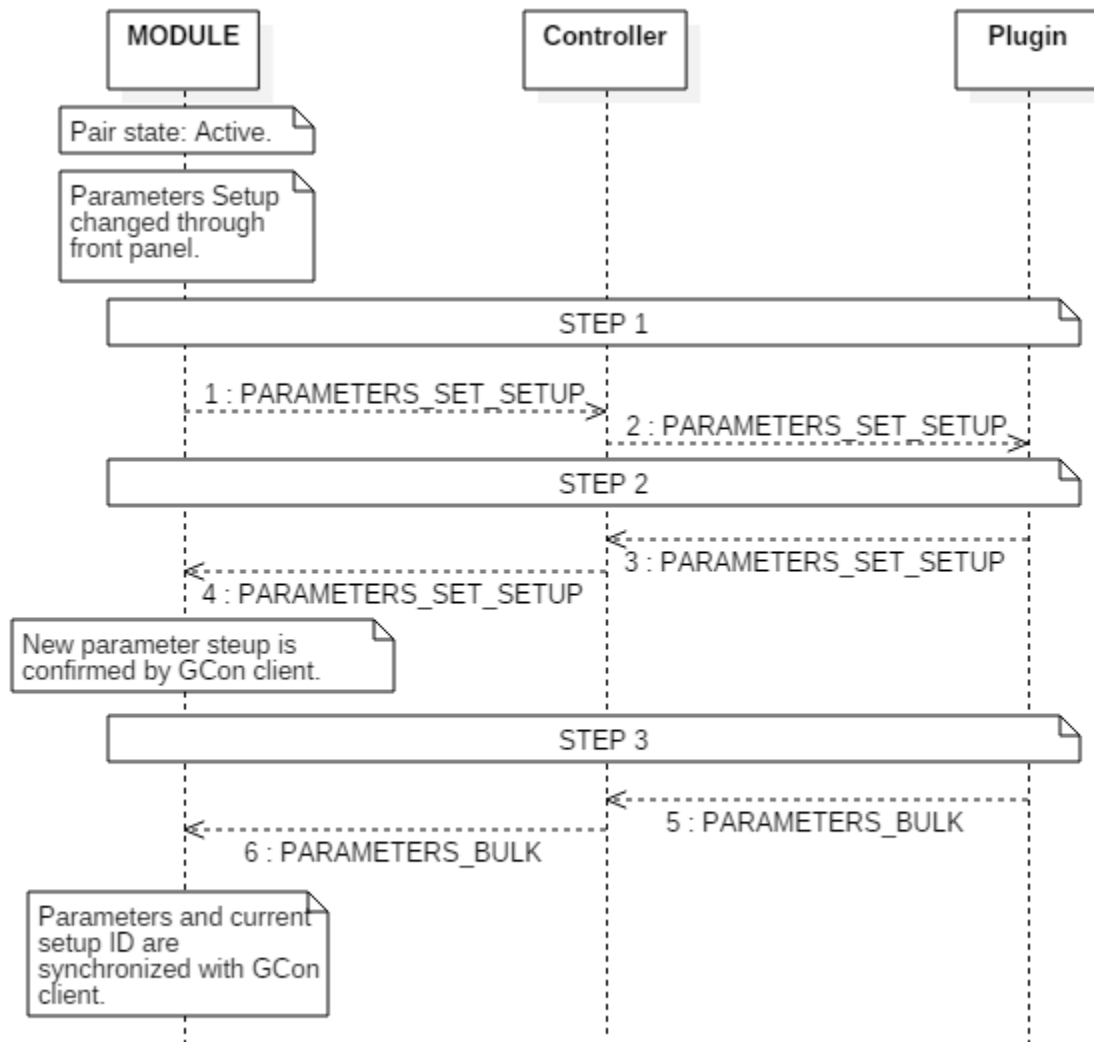 MODULE
Controller
Plugin
Pair state: Active.
Parameters Setup
changed through
front panel.
STEP 1
1 : PARAMETERS_SET_SETUP
2 : PARAMETERS_SET_SETUP
STEP 2
3 : PARAMETERS_SET_SETUP
4 : PARAMETERS_SET_SETUP
New parameter steup is
confirmed by GCon client.
STEP 3
5 : PARAMETERS_BULK
6 : PARAMETERS_BULK
Parameters and current
setup ID are
synchronized with GCon
client.